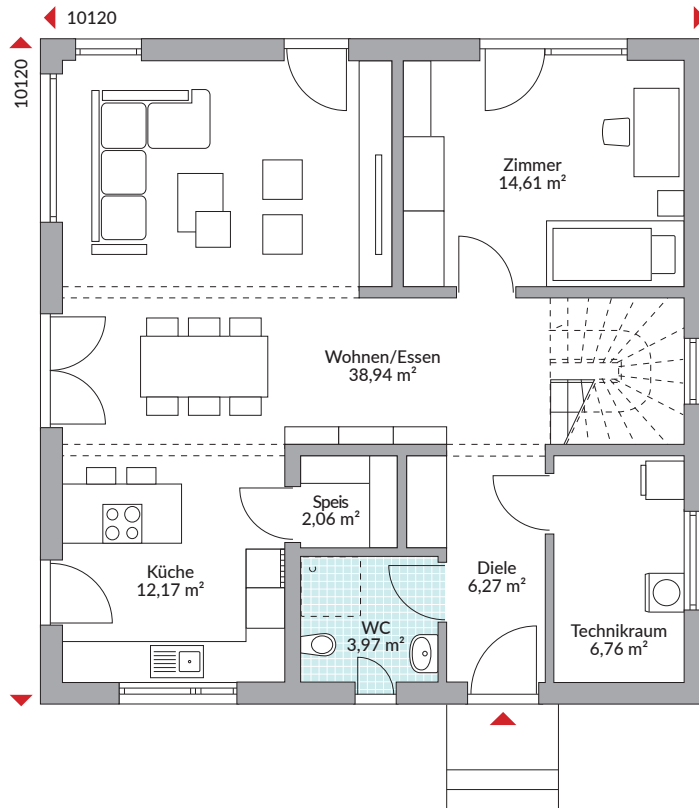 10120
10120
Zimmer
14,61 m²
Wohnen/Essen
38,94 m²
Speis
2,06 m²
Küche
12,17 m²
Diele
6,27 m²
WC
3,97 m²
Technikraum
6,76 m²